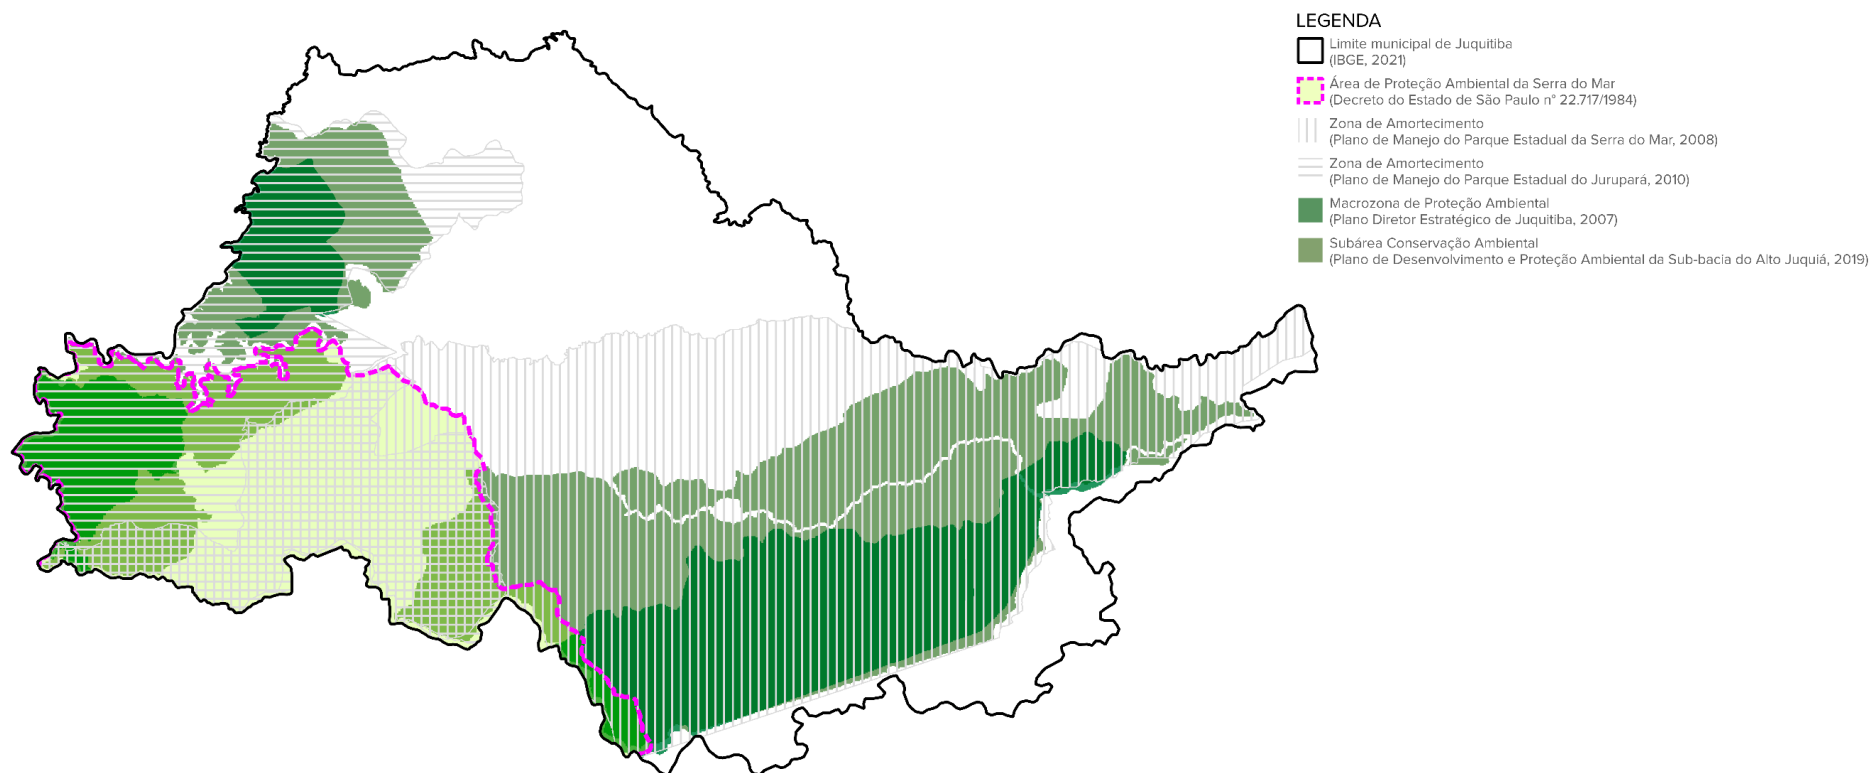 LEGENDA
Limite municipal de Juquitiba
(IBGE, 2021)
Área de Proteção Ambiental da Serra do Mar
(Decreto do Estado de São Paulo n° 22.717/1984)
Zona de Amortecimento
(Plano de Manejo do Parque Estadual da Serra do Mar, 2008)
Zona de Amortecimento
(Plano de Manejo do Parque Estadual do Jurupará, 2010)
Macrozona de Proteção Ambiental
(Plano Diretor Estratégico de Juquitiba, 2007)
Subárea Conservação Ambiental
(Plano de Desenvolvimento e Proteção Ambiental da Sub-bacia do Alto Juquiá, 2019)